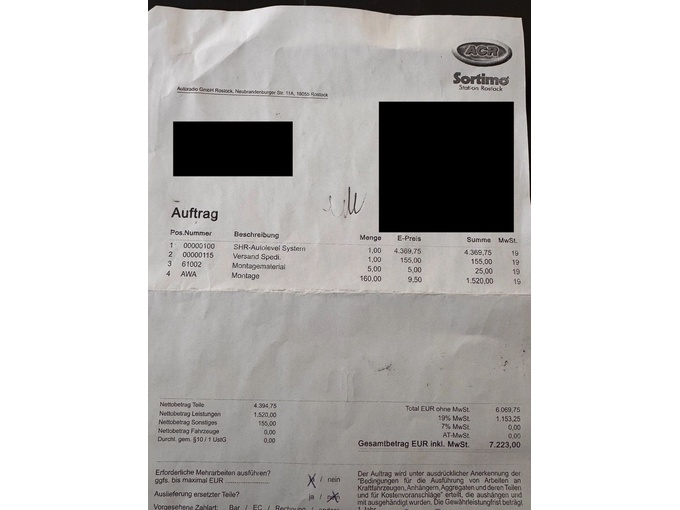 ACR
Sortimo
Station Rostock
Autoradio GmbH Rostock, Neubrandenburger Str. 11A, 18055 Rostock
Auftrag
Pos.Nummer Beschreibung Menge E-Preis Summe MwSt.
1 00000100 SHR-Autolevel System 1,00 4.369,75 4.369,75 19
2 00000115 Versand Spedi. 1,00 155,00 155,00 19
3 61002 Montagematerial 5,00 5,00 25,00 19
4 AWA Montage 160,00 9,50 1.520,00 19
Nettobetrag Teile 4.394,75
Nettobetrag Leistungen 1.520,00
Nettobetrag Sonstiges 155,00
Nettobetrag Fahrzeuge 0,00
Durchl. gem. §10 / 1 UstG 0,00
Total EUR ohne MwSt. 6.069,75
19% MwSt. 1.153,25
7% MwSt. 0,00
AT-MwSt. 0,00
Gesamtbetrag EUR inkl. MwSt. 7.223,00
Erforderliche Mehrarbeiten ausführen?
ggfs. bis maximal EUR .................... / nein
Auslieferung ersetzter Teile? ja / nein
Vorgesehene Zahlart: Bar / EC / Rechnung /
Der Auftrag wird unter ausdrücklicher Anerkennung der
"Bedingungen für die Ausführung von Arbeiten an
Kraftfahrzeugen, Anhängern, Aggregaten und deren Teilen
und für Kostenvoranschläge" erteilt, die aushängen und
mit ausgehändigt wurden. Die Gewährleistungsfrist beträgt
1 Jahr